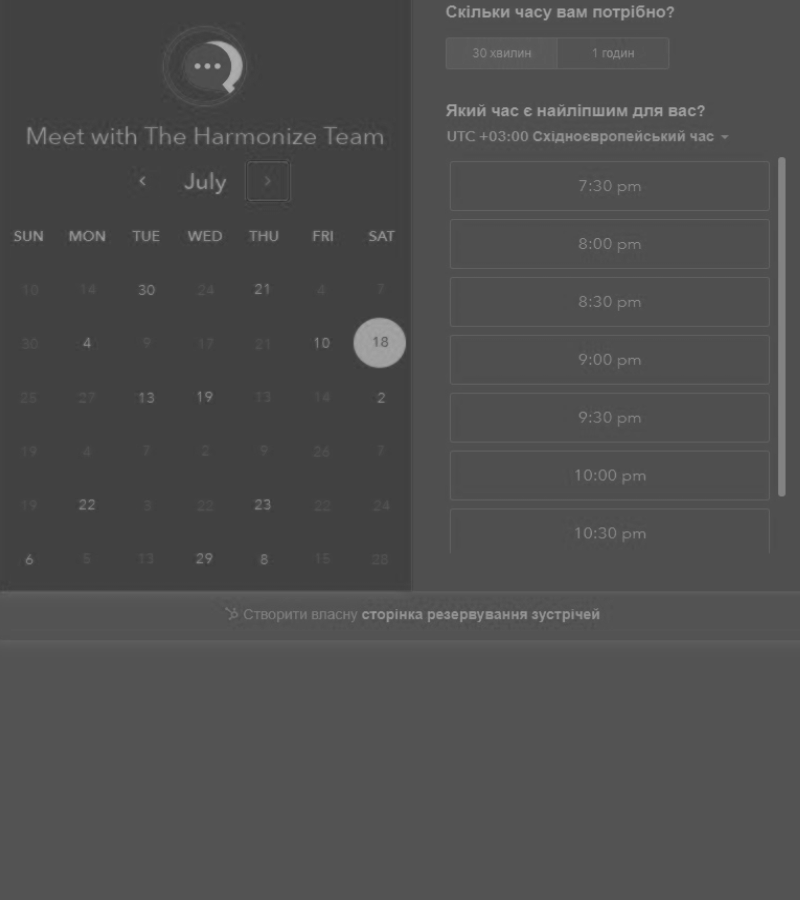 Meet with The Harmonize Team
July
SUN MON TUE WED THU FRI SAT
10 14 30 24 21 4 7
30 4 9 17 21 10 18
25 27 13 19 13 14 2
19 4 7 2 9 26 7
19 22 3 22 23 22 24
6 5 13 29 8 15 28
Скільки часу вам потрібно?
30 хвилин 1 годин
Який час є найліпшим для вас?
UTC +03:00 Східноєвропейський час
7:30 pm
8:00 pm
8:30 pm
9:00 pm
9:30 pm
10:00 pm
10:30 pm
Створити власну сторінка резервування зустрічей